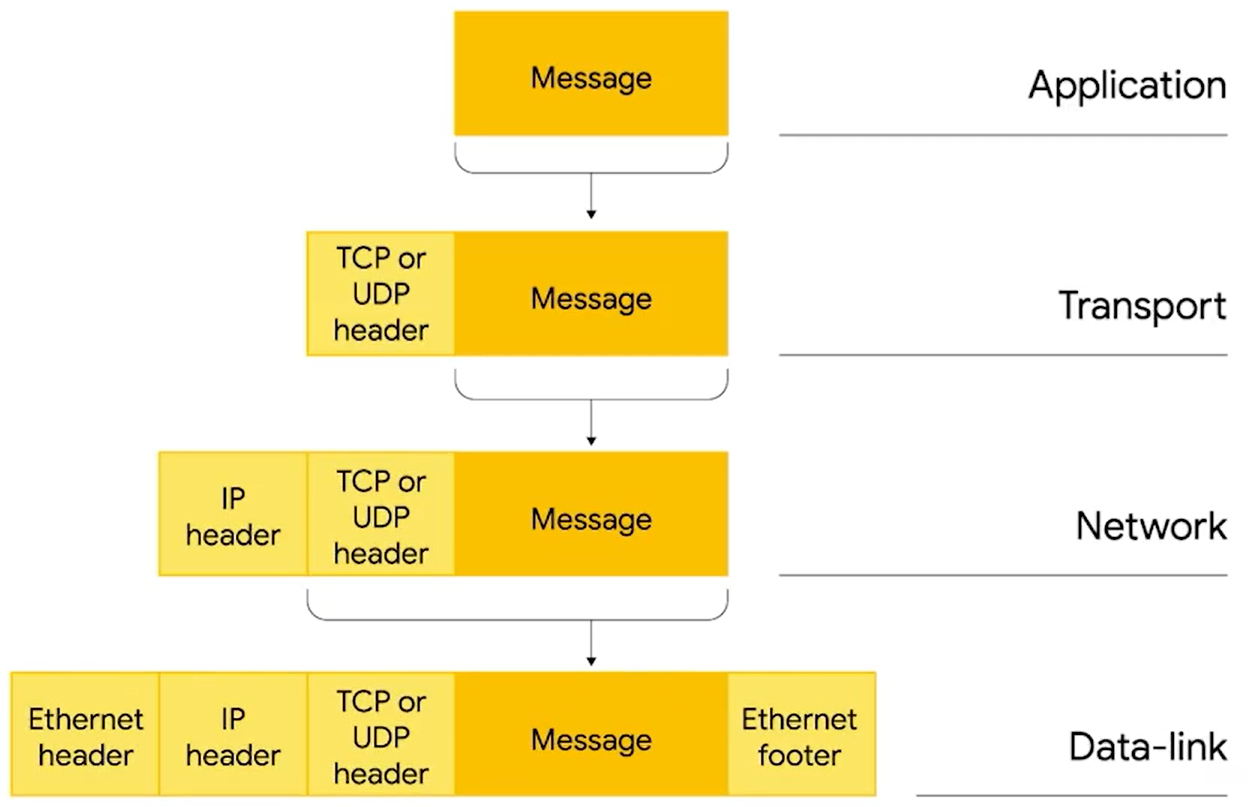 Message
Application
TCP or
UDP
header
Message
Transport
IP
header
TCP or
UDP
header
Message
Network
Ethernet
header
IP
header
TCP or
UDP
header
Message
Ethernet
footer
Data-link